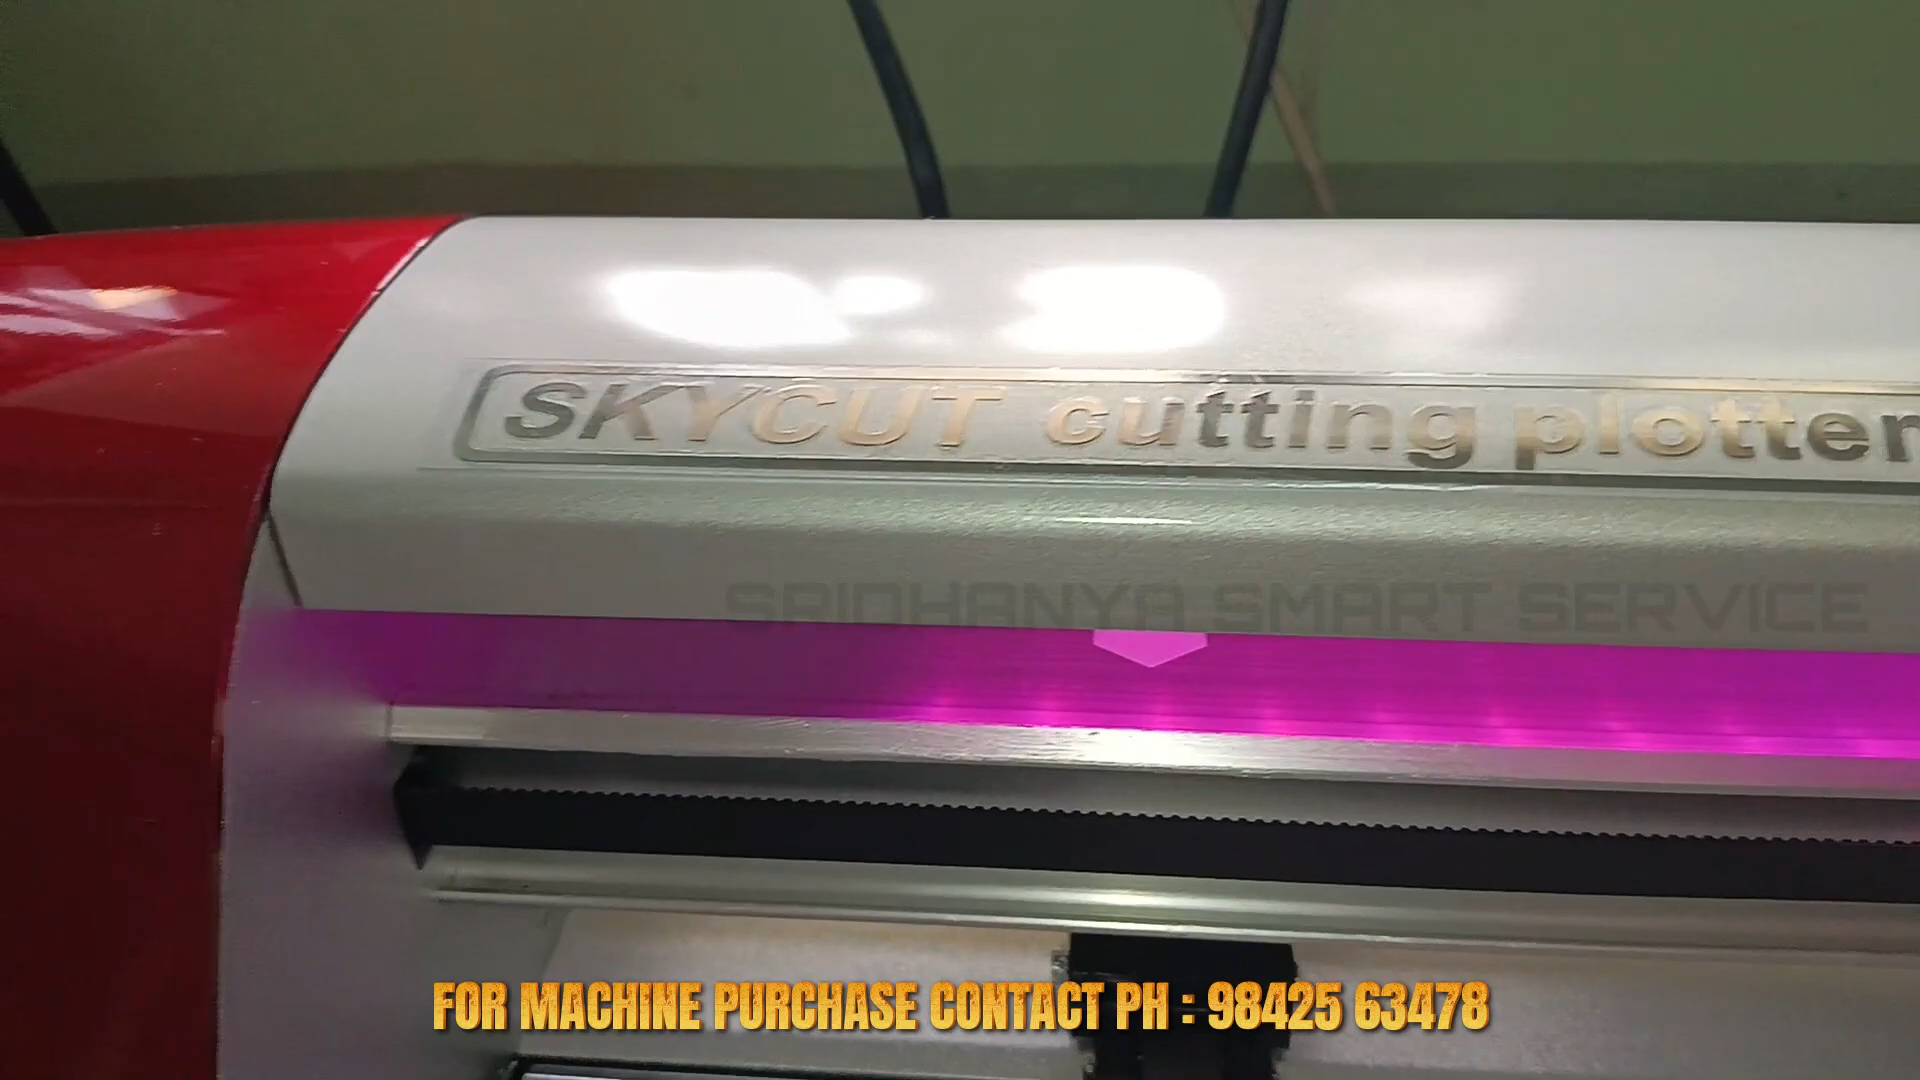 SKYCUT cutting plotter
SRIDHANYA SMART SERVICE
FOR MACHINE PURCHASE CONTACT PH : 98425 63478